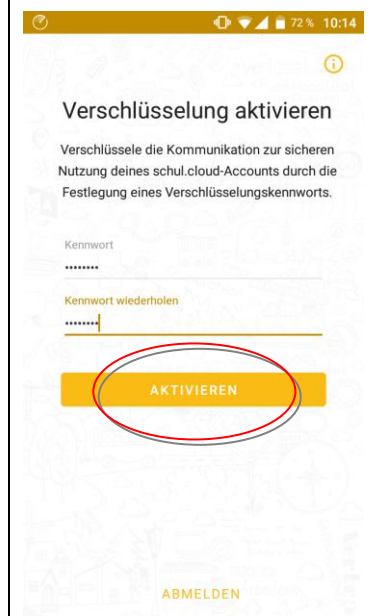 72 % 10:14
Verschlüsselung aktivieren
Verschlüssele die Kommunikation zur sicheren
Nutzung deines schul.cloud-Accounts durch die
Festlegung eines Verschlüsselungskennworts.
Kennwort
••••••••
Kennwort wiederholen
••••••••
AKTIVIEREN
ABMELDEN